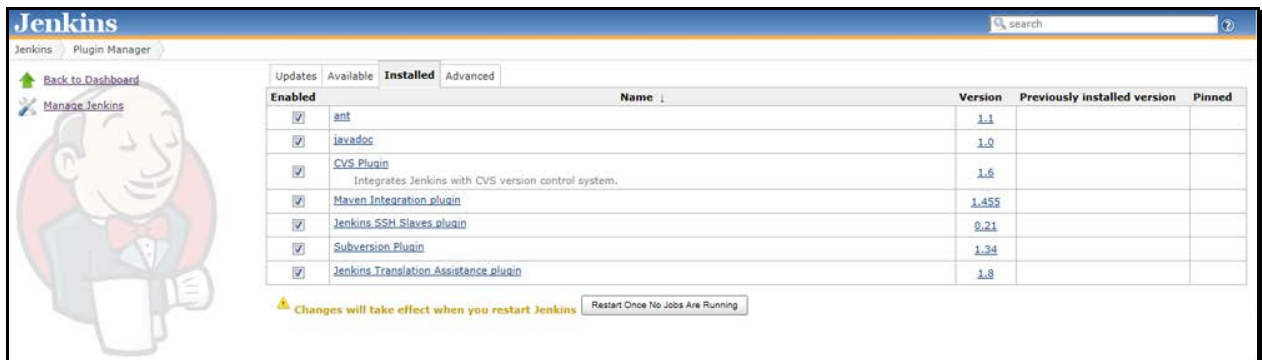 Jenkins
search
Jenkins Plugin Manager
Back to Dashboard
Manage Jenkins
Updates Available Installed Advanced
Enabled Name ↓ Version Previously installed version Pinned
ant 1.1
javadoc 1.0
CVS Plugin 1.6
Integrates Jenkins with CVS version control system.
Maven Integration plugin 1.455
Jenkins SSH Slaves plugin 0.21
Subversion Plugin 1.34
Jenkins Translation Assistance plugin 1.8
Changes will take effect when you restart Jenkins Restart Once No Jobs Are Running